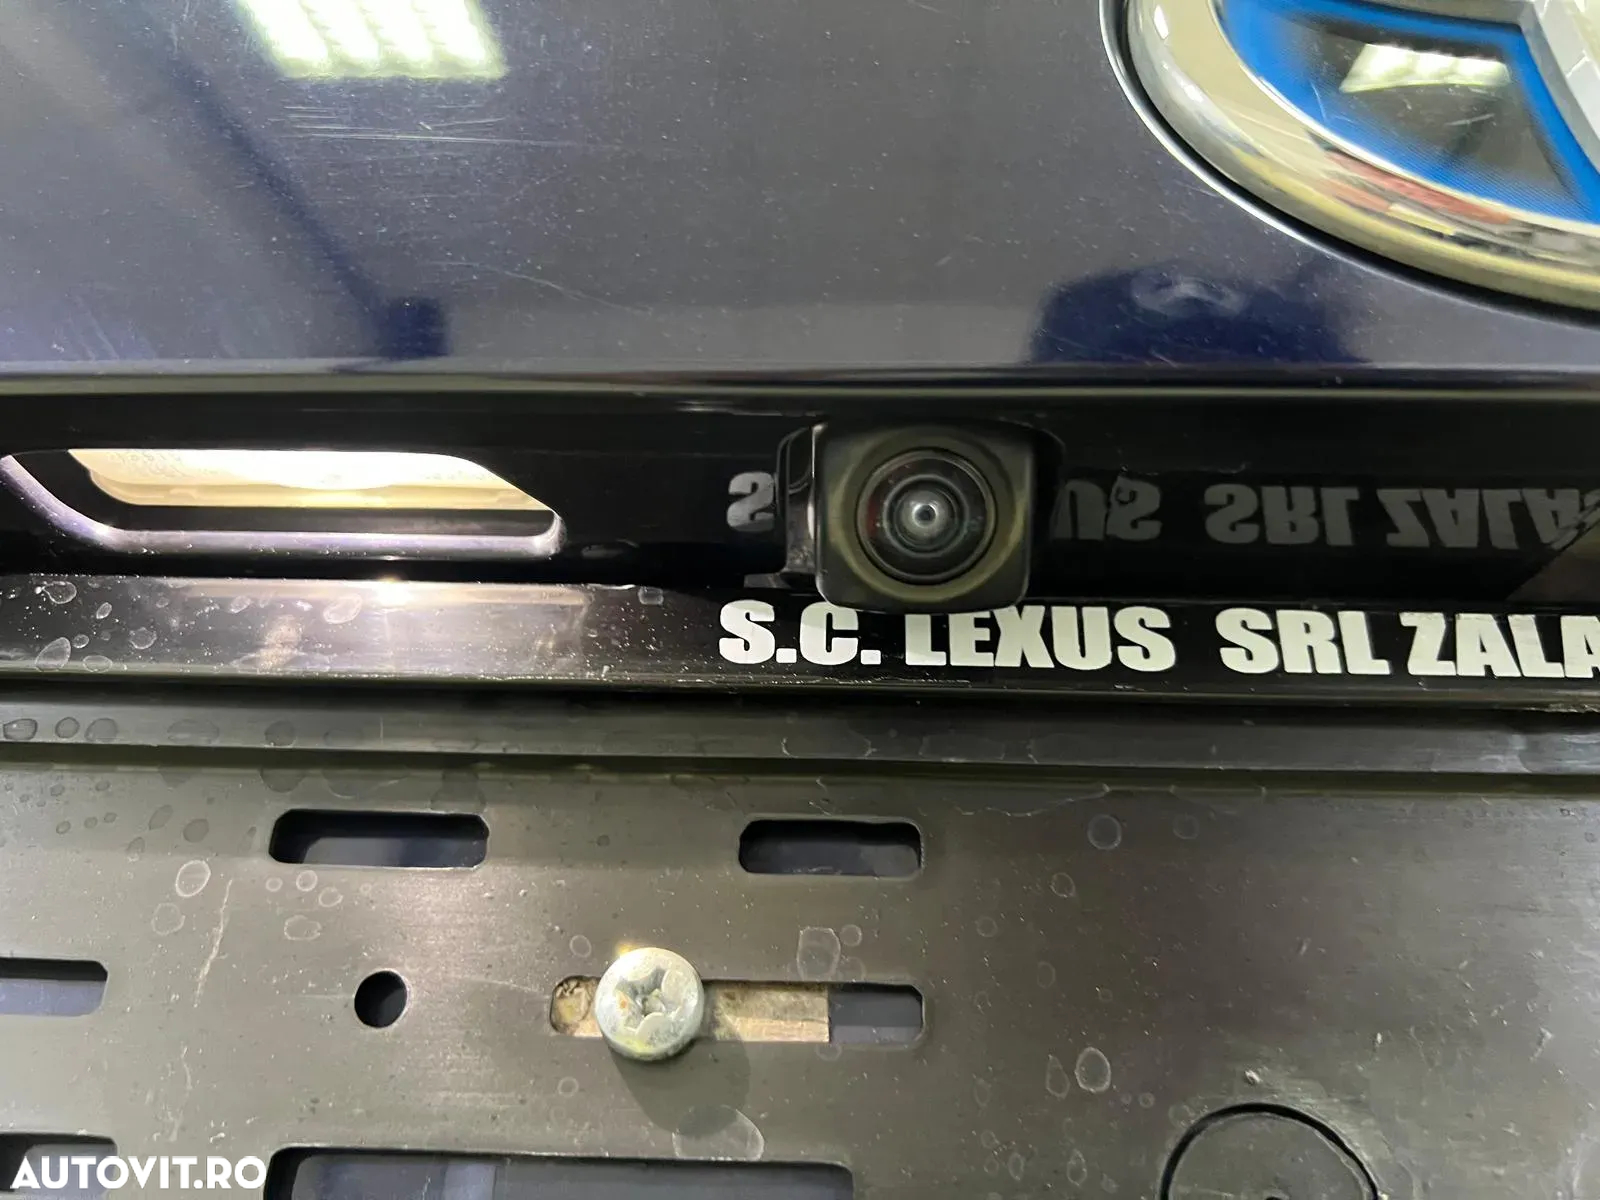 S.C. LEXUS SRL ZALA
AUTOVIT.RO